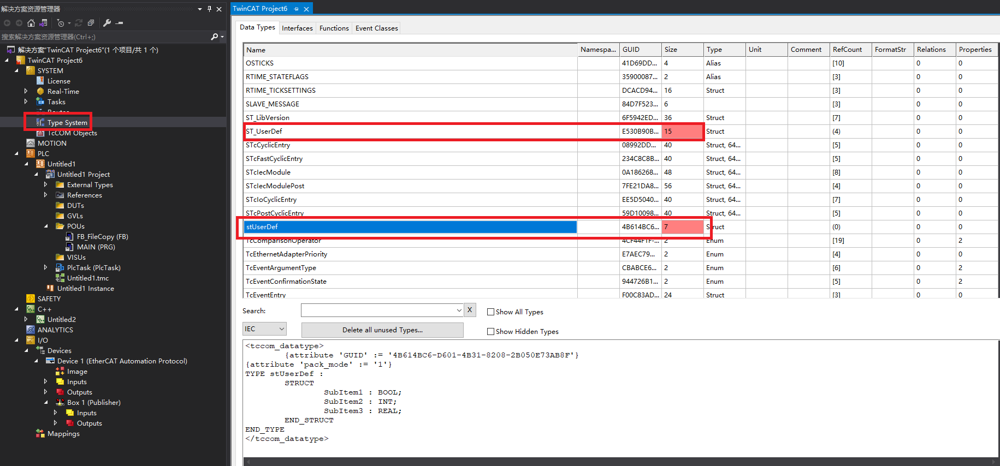 解决方案资源管理器
搜索解决方案资源管理器(Ctrl+;)
解决方案"TwinCAT Project6"(1 个项目/共 1 个)
TwinCAT Project6
SYSTEM
License
Real-Time
Tasks
Routes
Type System
TcCOM Objects
MOTION
PLC
Untitled1
Untitled1 Project
External Types
References
DUTs
GVLs
POUs
FB_FileCopy (FB)
MAIN (PRG)
VISUs
PlcTask (PlcTask)
Untitled1.tmc
Untitled1 Instance
SAFETY
C++
Untitled2
ANALYTICS
I/O
Devices
Device 1 (EtherCAT Automation Protocol)
Image
Inputs
Outputs
Box 1 (Publisher)
Inputs
Outputs
Mappings
TwinCAT Project6
Data Types Interfaces Functions Event Classes
Name Namespa... GUID Size Type Unit Comment RefCount FormatStr Relations Properties
OSTICKS 41D69DD... 4 Alias [10] 0 0
RTIME_STATEFLAGS 35900087... 2 Alias [3] 0 0
RTIME_TICKSETTINGS DCACD94... 16 Struct [3] 0 0
SLAVE_MESSAGE 84D7F523... 6 [3] 0 0
ST_LibVersion 6F5942ED... 36 Struct [7] 0 0
ST_UserDef E530B90B... 15 Struct (4) 0 0
STcCyclicEntry 08992DD... 40 Struct, 64... [5] 0 0
STcFastCyclicEntry 234C8C8B... 40 Struct, 64... [5] 0 0
STcIecModule 0A186268... 48 Struct, 64... [8] 0 0
STcIecModulePost 7FE21DA8... 56 Struct, 64... [4] 0 0
STcIoCyclicEntry EE5D5040... 40 Struct, 64... [7] 0 0
STcPostCyclicEntry 59D10098... 40 Struct, 64... [5] 0 0
stUserDef 4B614BC6... 7 Struct (0) 0 0
TcComparisonOperator 4CF44F1F-... 2 Enum [19] 0 2
TcEthernetAdapterPriority E7AEC79... 2 Enum [4] 0 0
TcEventArgumentType CBABCE6... 2 Enum [6] 0 2
TcEventConfirmationState 944726B1... 2 Enum [5] 0 2
TcEventEntry F00C83AD... 24 Struct [3] 0 0
Search: X Show All Types
IEC Delete all unused Types... Show Hidden Types
<tccom_datatype>
{attribute 'GUID' := '4B614BC6-D601-4B31-8208-2B050E73AB8F'}
{attribute 'pack_mode' := '1'}
TYPE stUserDef :
STRUCT
SubItem1 : BOOL;
SubItem2 : INT;
SubItem3 : REAL;
END_STRUCT
END_TYPE
</tccom_datatype>